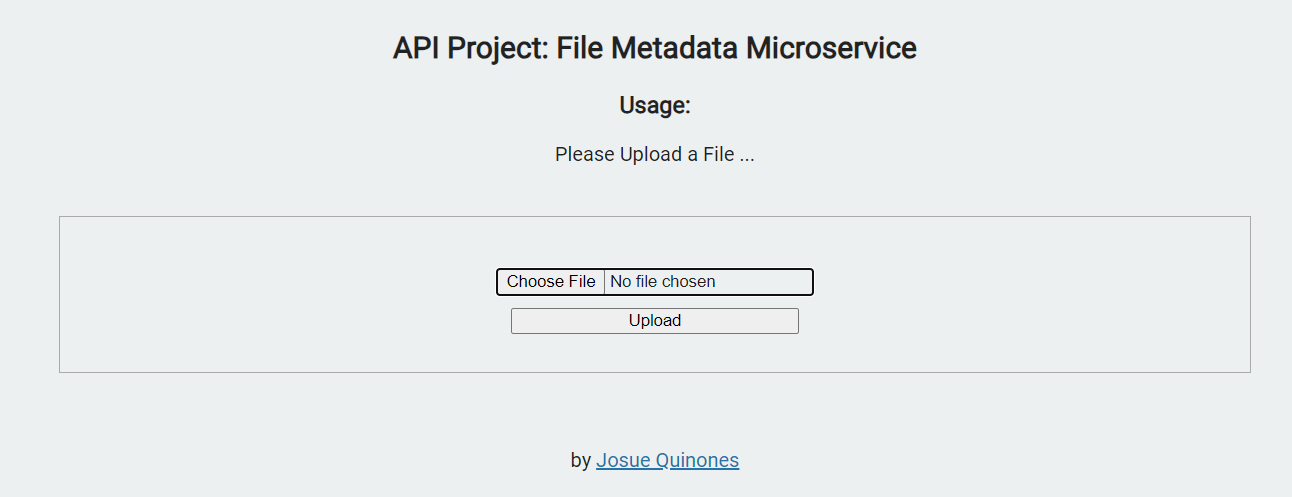 API Project: File Metadata Microservice
Usage:
Please Upload a File ...
Choose File No file chosen
Upload
by Josue Quinones